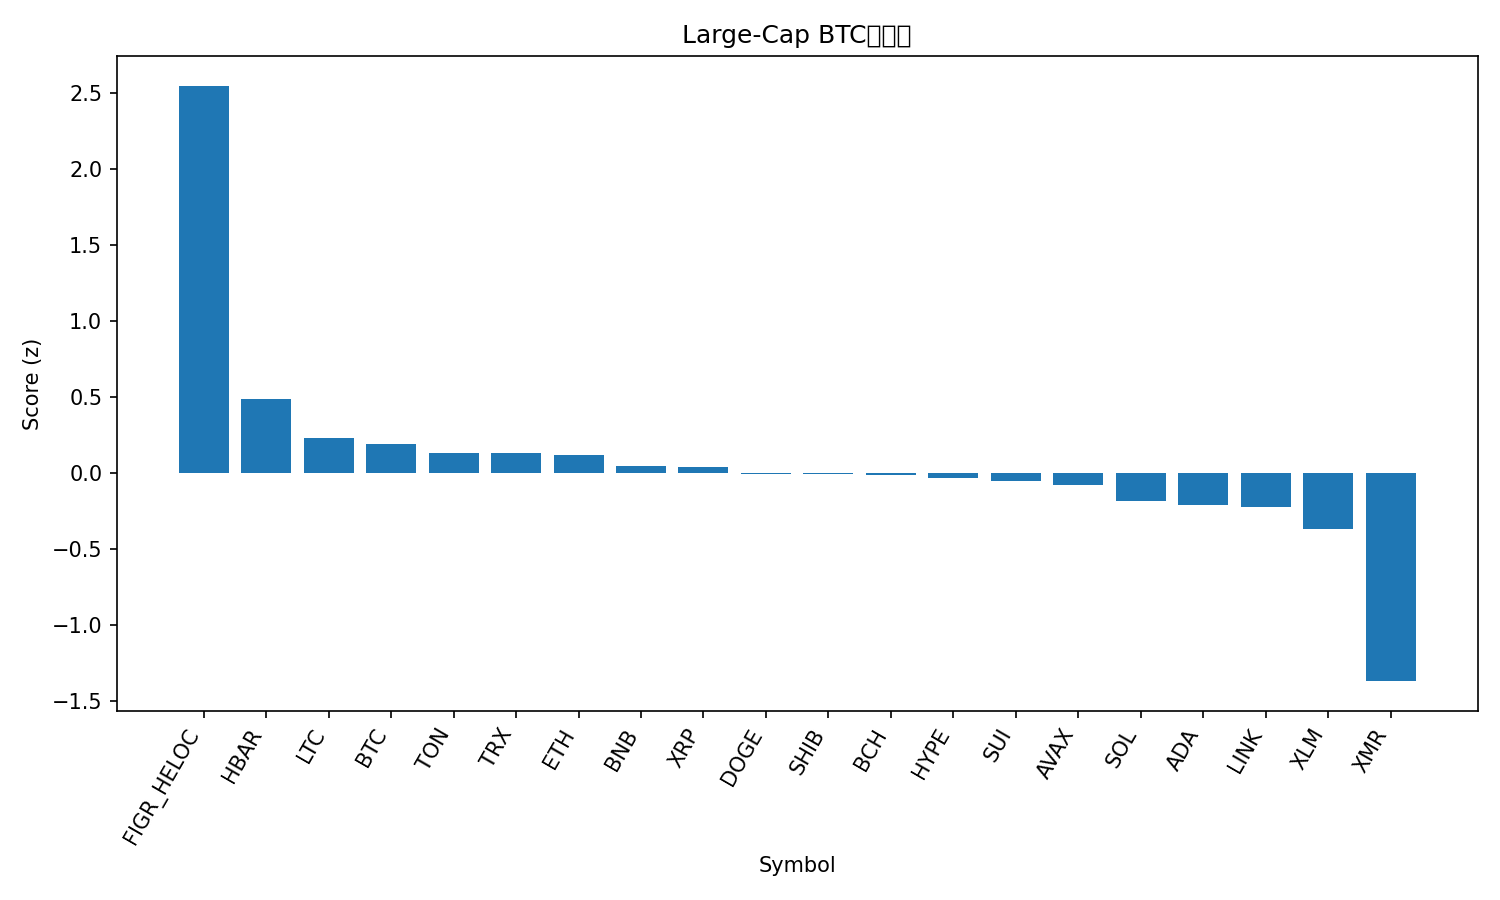 Large-Cap BTC
Score (z)
2.5
2.0
1.5
1.0
0.5
0.0
−0.5
−1.0
−1.5
FIGR_HELOC
HBAR
LTC
BTC
TON
TRX
ETH
BNB
XRP
DOGE
SHIB
BCH
HYPE
SUI
AVAX
SOL
ADA
LINK
XLM
XMR
Symbol